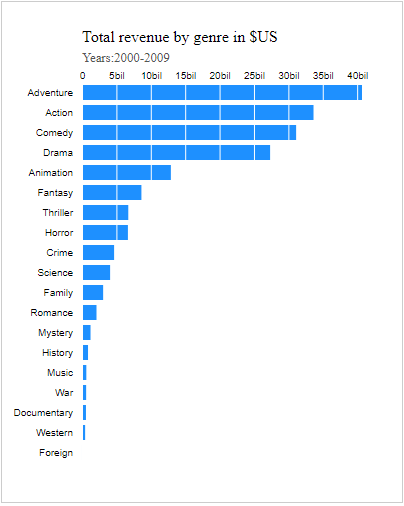 Total revenue by genre in $US
Years:2000-2009
0 5bil 10bil 15bil 20bil 25bil 30bil 35bil 40bil
Adventure
Action
Comedy
Drama
Animation
Fantasy
Thriller
Horror
Crime
Science
Family
Romance
Mystery
History
Music
War
Documentary
Western
Foreign